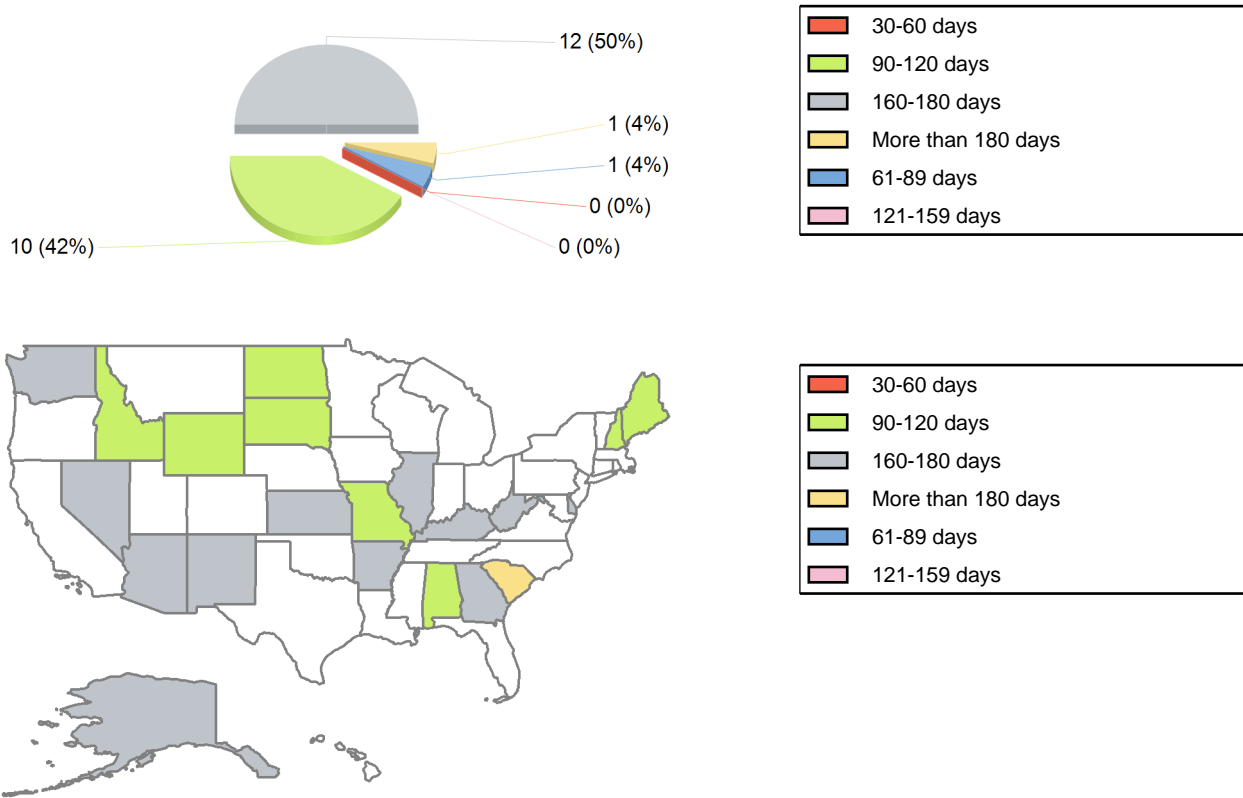 12 (50%)
1 (4%)
1 (4%)
0 (0%)
0 (0%)
10 (42%)
30-60 days
90-120 days
160-180 days
More than 180 days
61-89 days
121-159 days
30-60 days
90-120 days
160-180 days
More than 180 days
61-89 days
121-159 days